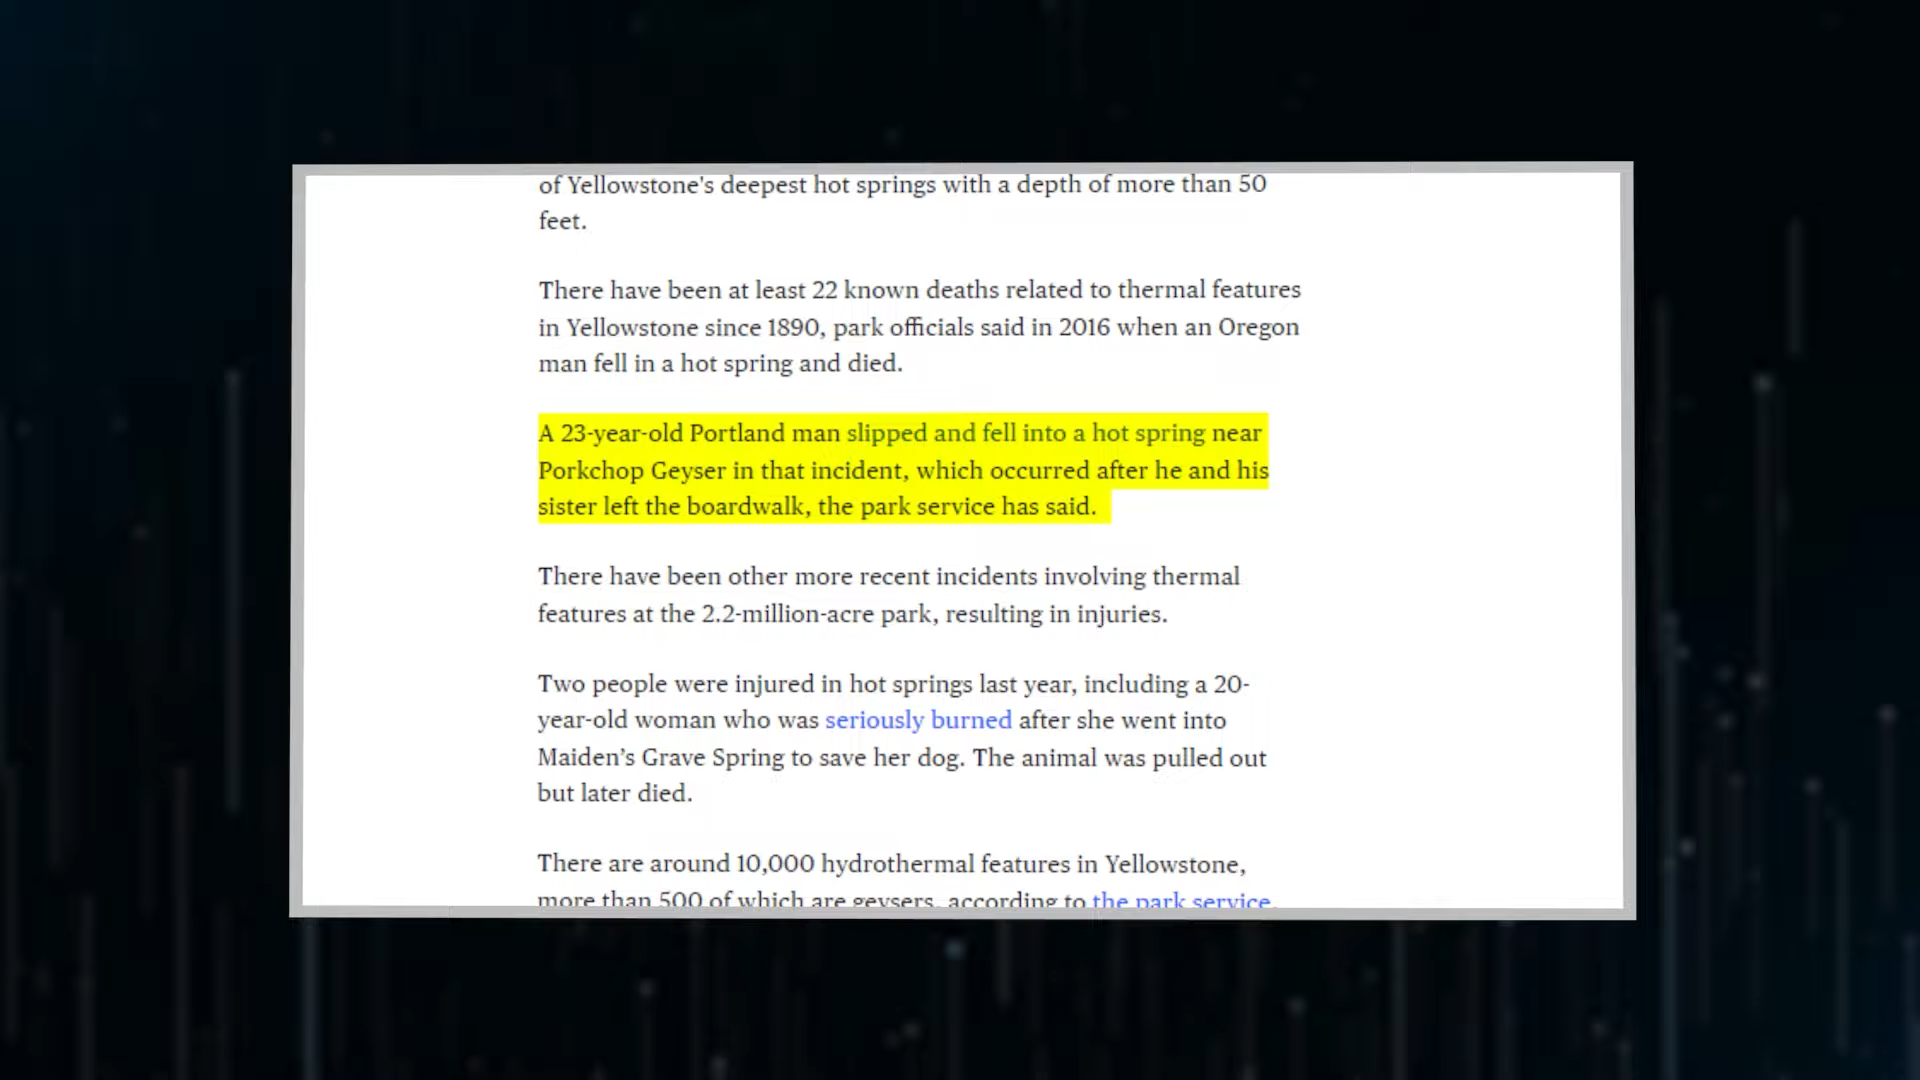 of Yellowstone's deepest hot springs with a depth of more than 50
feet.
There have been at least 22 known deaths related to thermal features
in Yellowstone since 1890, park officials said in 2016 when an Oregon
man fell in a hot spring and died.
A 23-year-old Portland man slipped and fell into a hot spring near
Porkchop Geyser in that incident, which occurred after he and his
sister left the boardwalk, the park service has said.
There have been other more recent incidents involving thermal
features at the 2.2-million-acre park, resulting in injuries.
Two people were injured in hot springs last year, including a 20-
year-old woman who was seriously burned after she went into
Maiden’s Grave Spring to save her dog. The animal was pulled out
but later died.
There are around 10,000 hydrothermal features in Yellowstone,
more than 500 of which are geysers, according to the park service.